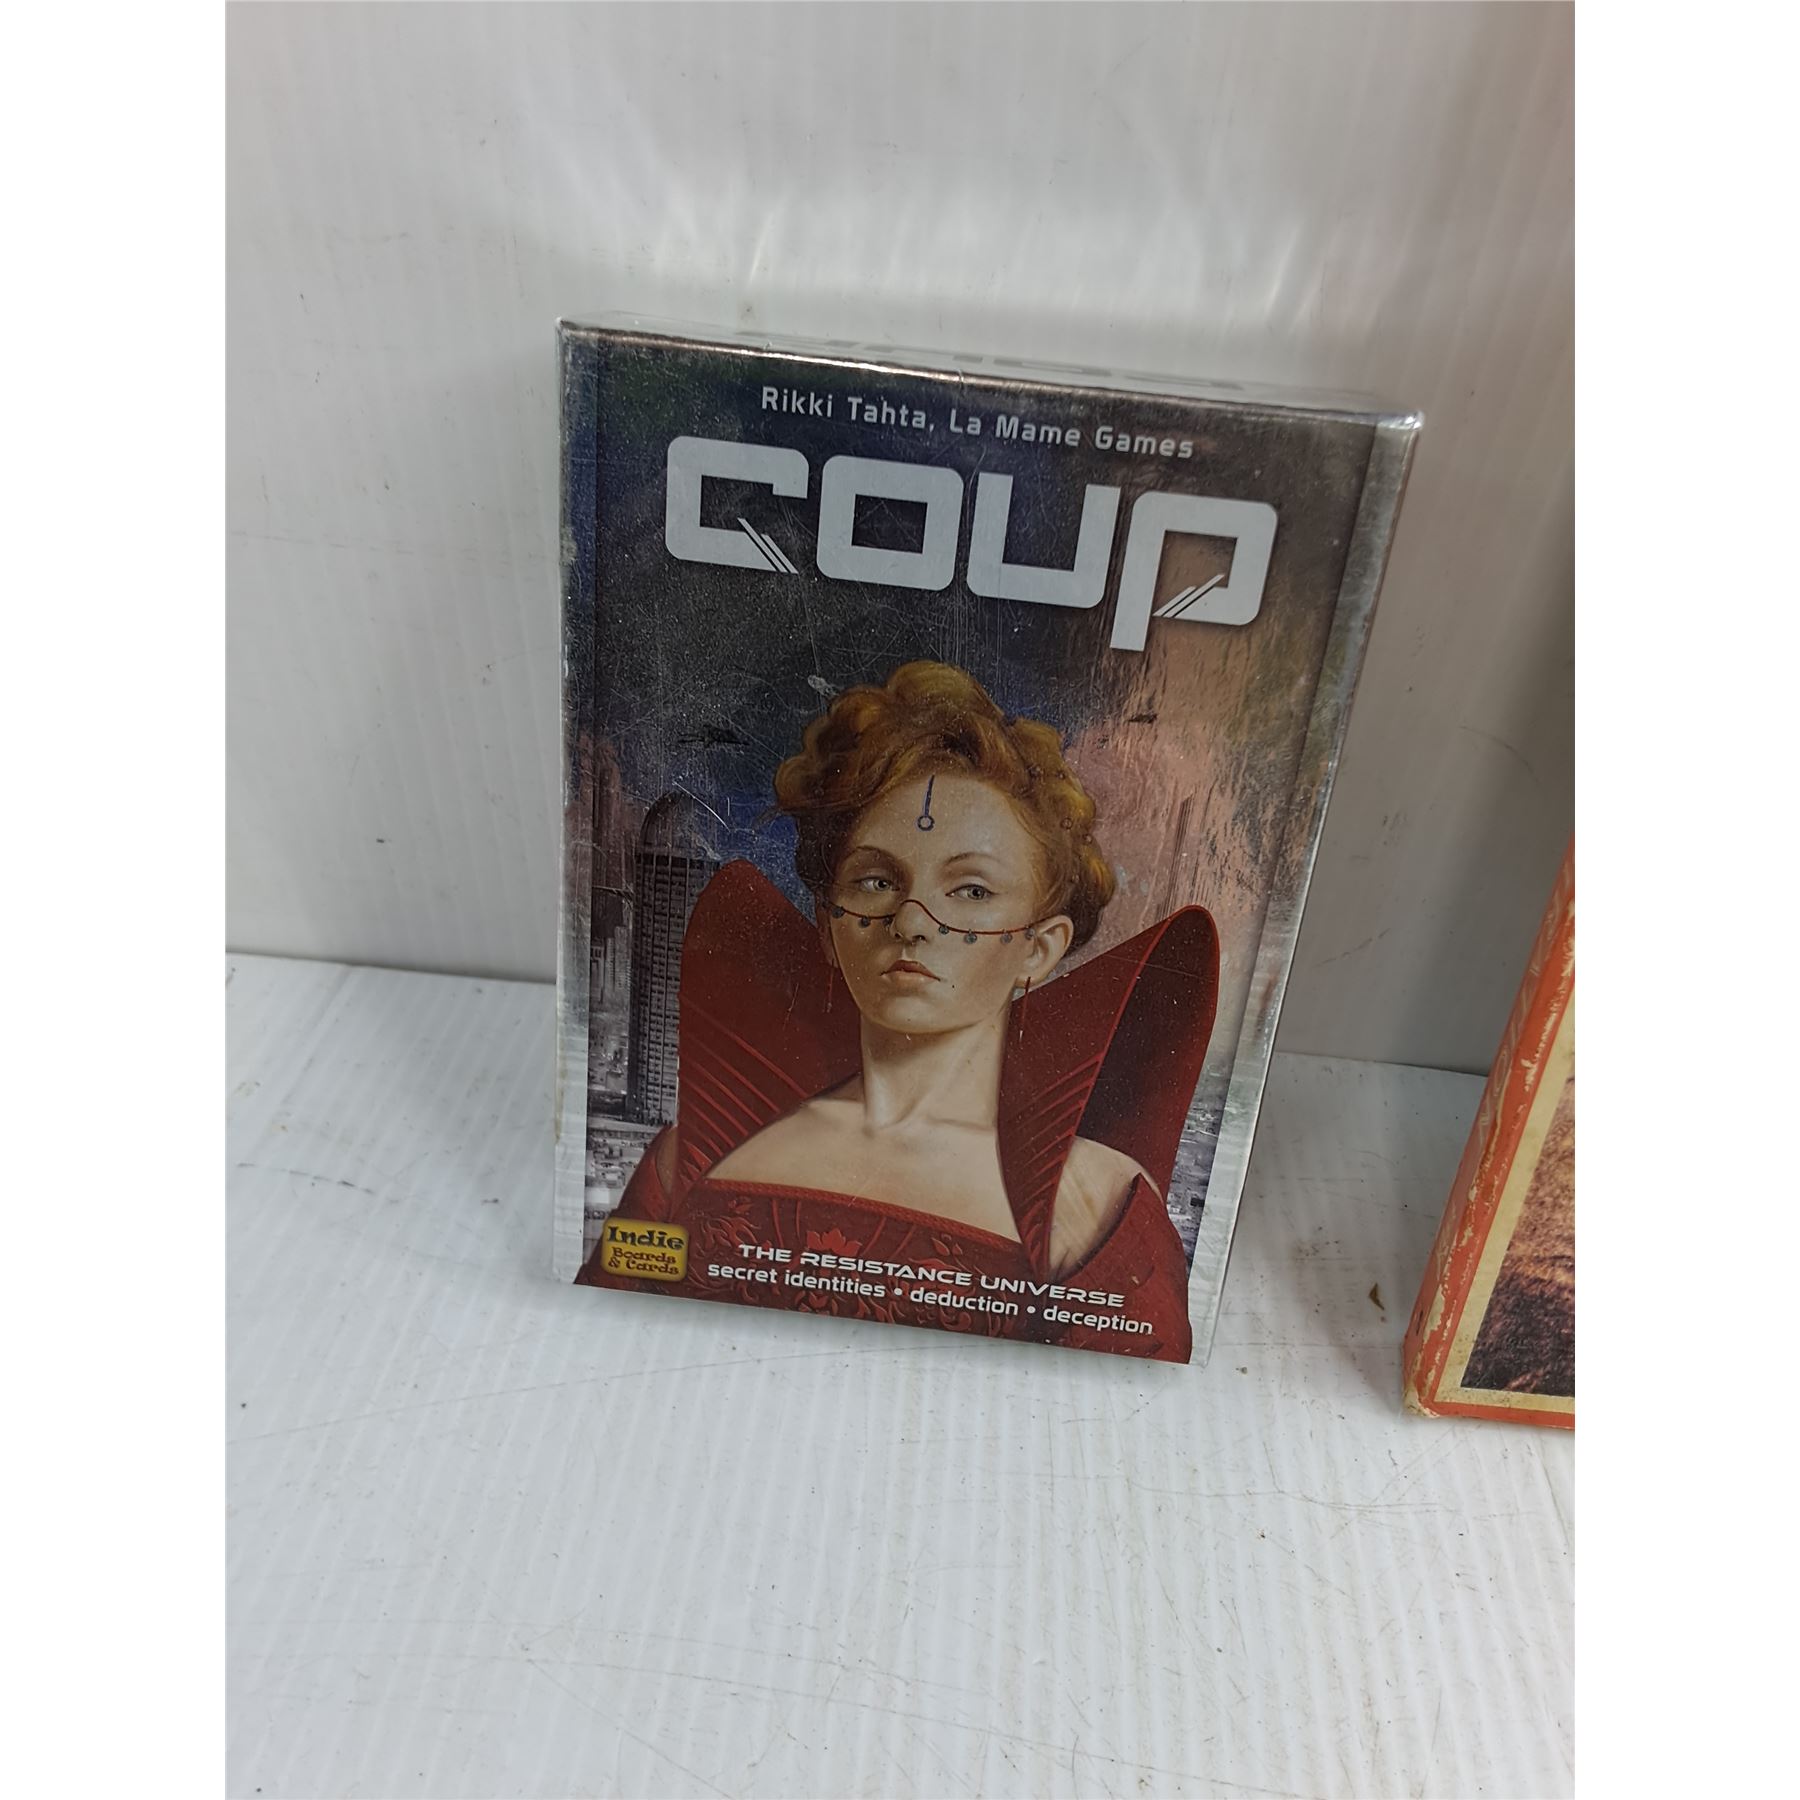 Rikki Tahta, La Mame Games
coup
Indie
Boards
& Cards
THE RESISTANCE UNIVERSE
secret identities • deduction • deception